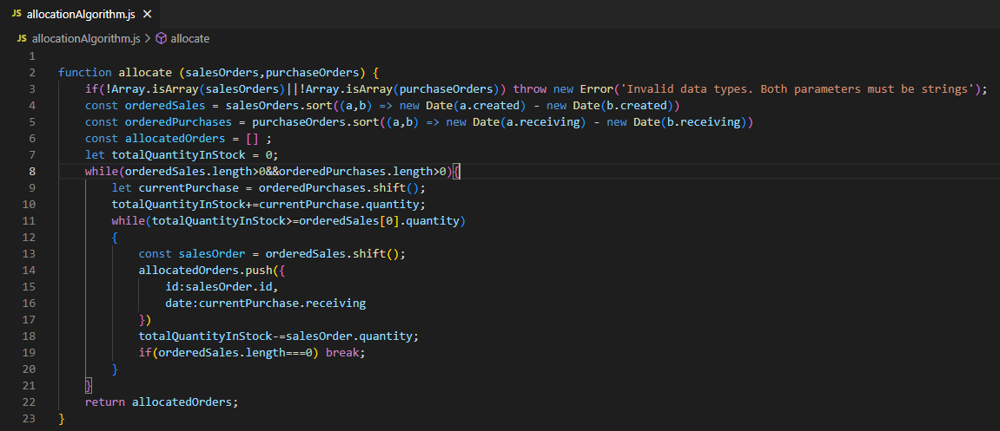 JS allocationAlgorithm.js ×
JS allocationAlgorithm.js > allocate
1
2 function allocate (salesOrders,purchaseOrders) {
3     if(!Array.isArray(salesOrders)||!Array.isArray(purchaseOrders)) throw new Error('Invalid data types. Both parameters must be strings');
4     const orderedSales = salesOrders.sort((a,b) => new Date(a.created) - new Date(b.created))
5     const orderedPurchases = purchaseOrders.sort((a,b) => new Date(a.receiving) - new Date(b.receiving))
6     const allocatedOrders = [] ;
7     let totalQuantityInStock = 0;
8     while(orderedSales.length>0&&orderedPurchases.length>0){
9         let currentPurchase = orderedPurchases.shift();
10         totalQuantityInStock+=currentPurchase.quantity;
11         while(totalQuantityInStock>=orderedSales[0].quantity)
12         {
13             const salesOrder = orderedSales.shift();
14             allocatedOrders.push({
15                 id:salesOrder.id,
16                 date:currentPurchase.receiving
17             })
18             totalQuantityInStock-=salesOrder.quantity;
19             if(orderedSales.length===0) break;
20         }
21     }
22     return allocatedOrders;
23 }